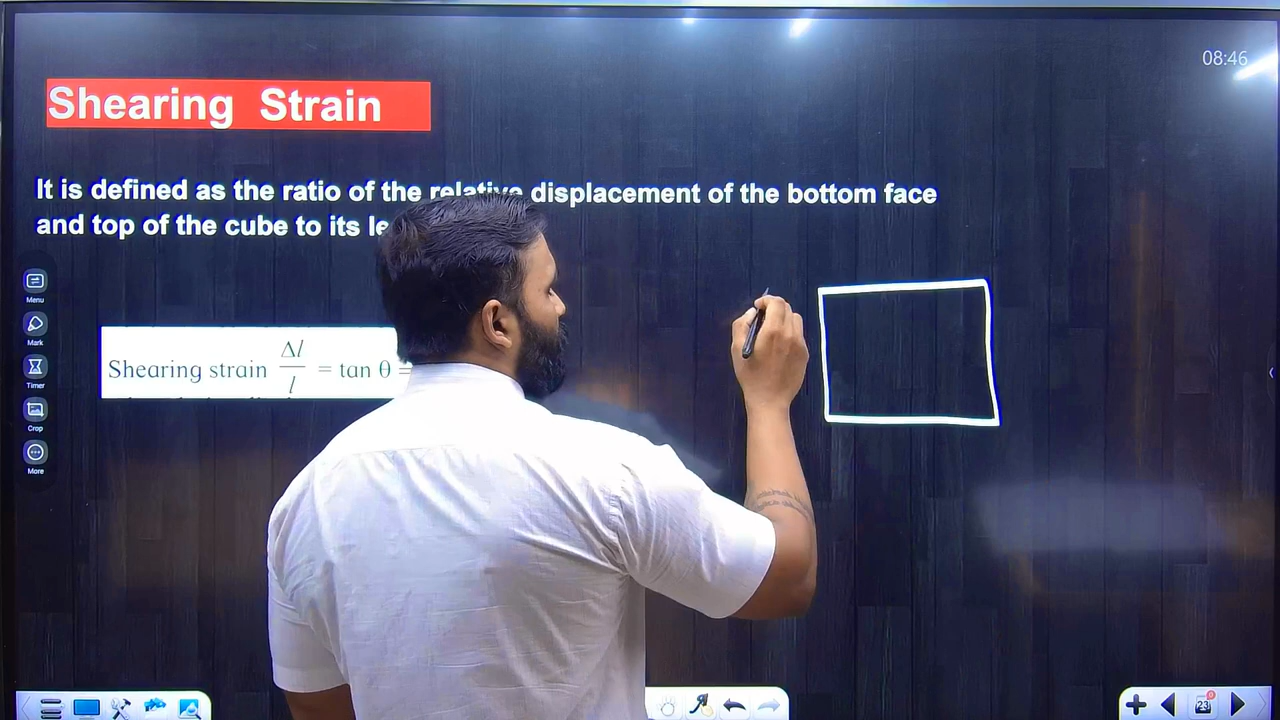 08:46
Shearing Strain
It is defined as the ratio of the relative displacement of the bottom face
and top of the cube to its
Menu
Mark
Timer
Crop
More
Shearing strain Δl/l = tan θ =
23